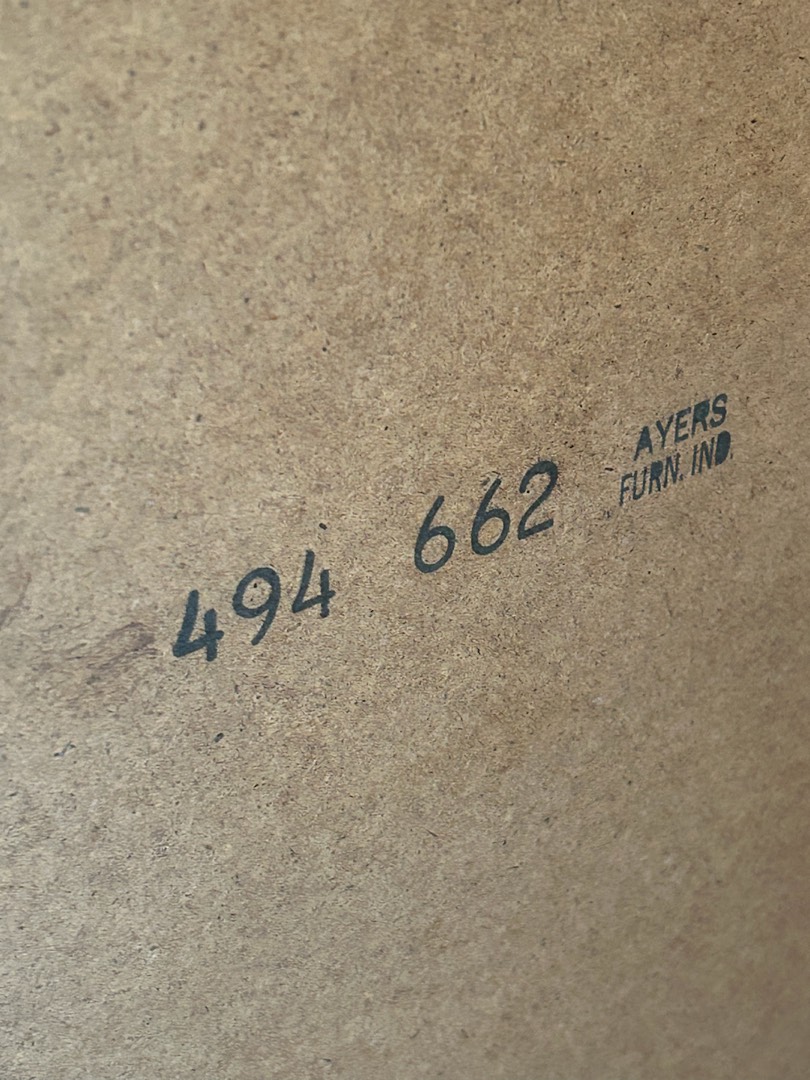 494 662
AYERS
FURN. IND.